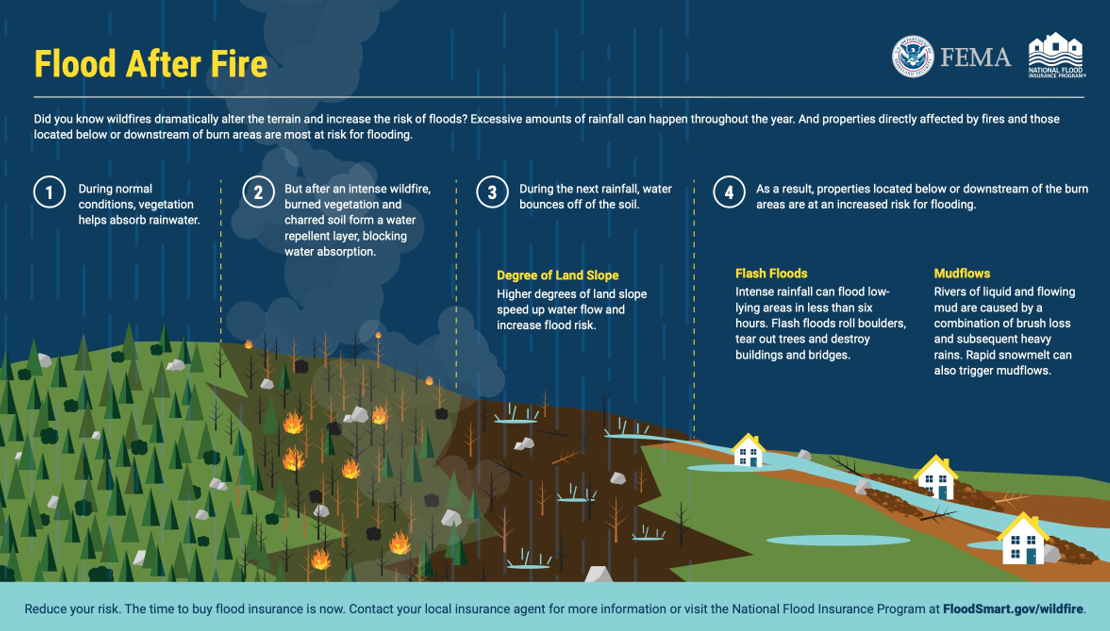 Flood After Fire
FEMA
NATIONAL FLOOD
INSURANCE PROGRAM®
Did you know wildfires dramatically alter the terrain and increase the risk of floods? Excessive amounts of rainfall can happen throughout the year. And properties directly affected by fires and those
located below or downstream of burn areas are most at risk for flooding.
1
During normal
conditions, vegetation
helps absorb rainwater.
2
But after an intense wildfire,
burned vegetation and
charred soil form a water
repellent layer, blocking
water absorption.
3
During the next rainfall, water
bounces off of the soil.
Degree of Land Slope
Higher degrees of land slope
speed up water flow and
increase flood risk.
4
As a result, properties located below or downstream of the burn
areas are at an increased risk for flooding.
Flash Floods
Intense rainfall can flood low-
lying areas in less than six
hours. Flash floods roll boulders,
tear out trees and destroy
buildings and bridges.
Mudflows
Rivers of liquid and flowing
mud are caused by a
combination of brush loss
and subsequent heavy
rains. Rapid snowmelt can
also trigger mudflows.
Reduce your risk. The time to buy flood insurance is now. Contact your local insurance agent for more information or visit the National Flood Insurance Program at FloodSmart.gov/wildfire.